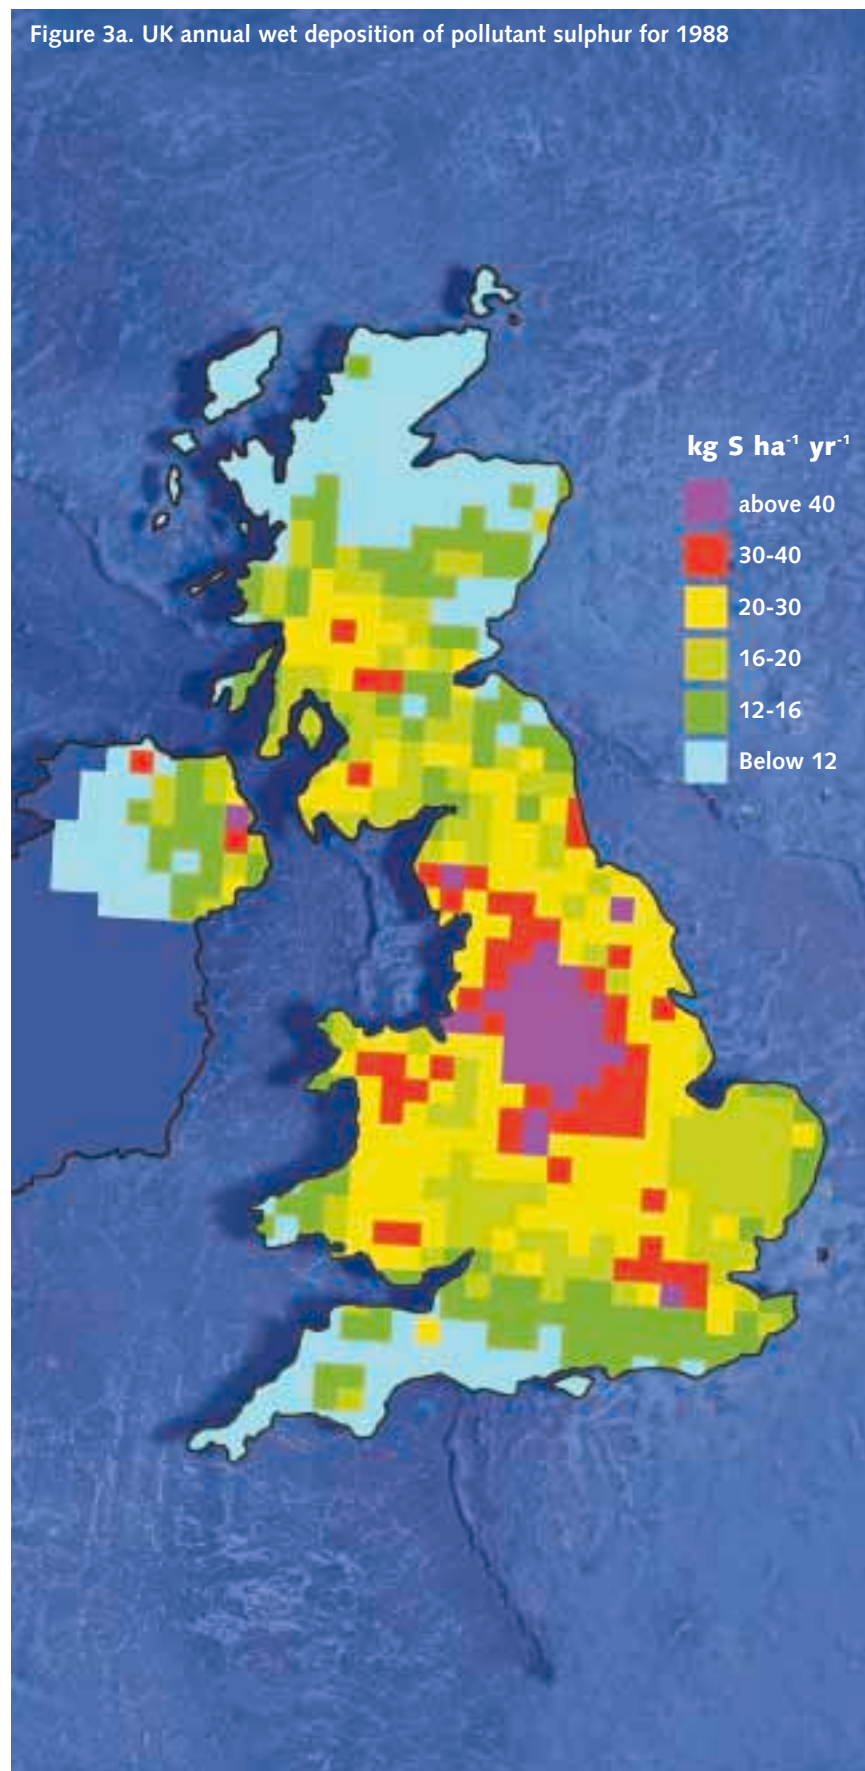 Figure 3a. UK annual wet deposition of pollutant sulphur for 1988
kg S ha⁻¹ yr⁻¹
above 40
30-40
20-30
16-20
12-16
Below 12